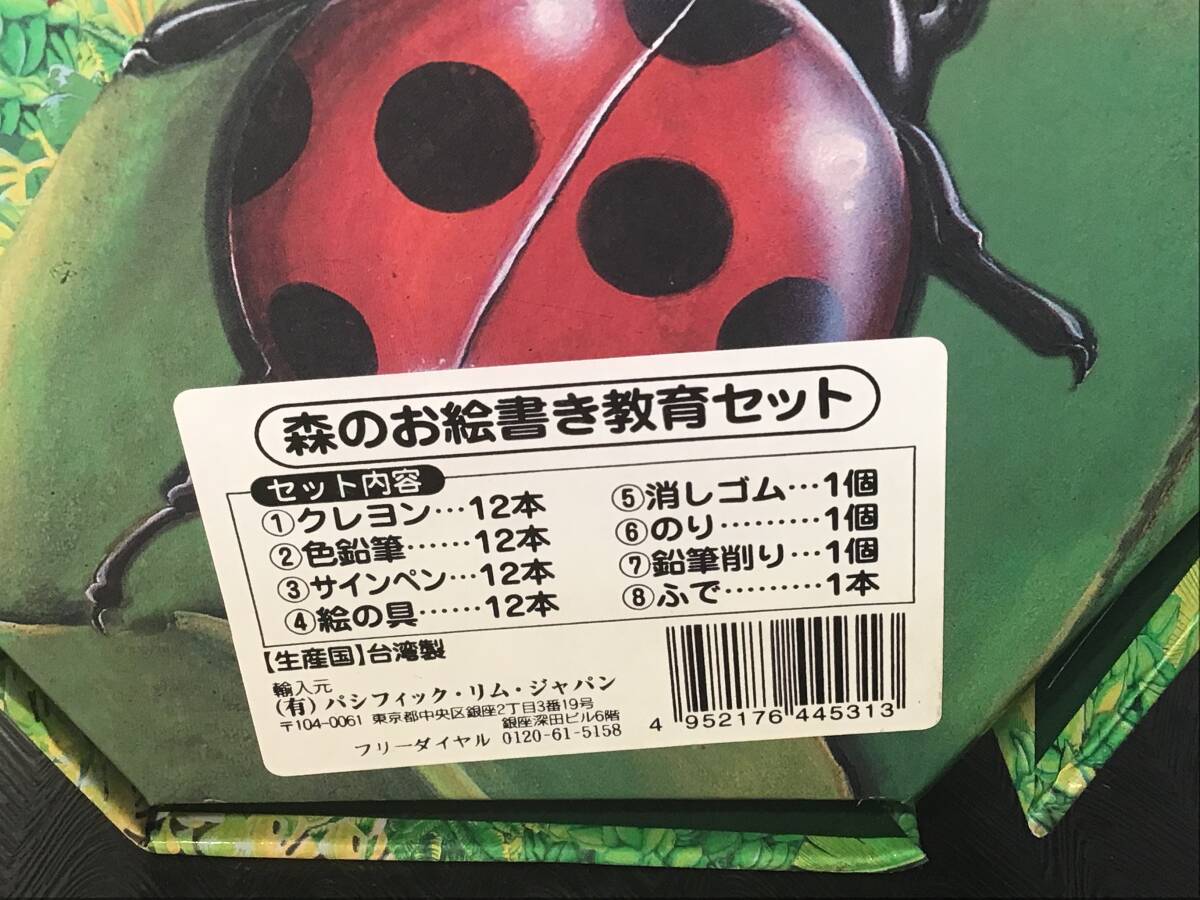 森のお絵書き教育セット
セット内容
①クレヨン…12本
②色鉛筆……12本
③サインペン…12本
④絵の具……12本
⑤消しゴム…1個
⑥のり………1個
⑦鉛筆削り…1個
⑧ふで………1本
【生産国】台湾製
輸入元
(有)パシフィック・リム・ジャパン
〒104-0061 東京都中央区銀座2丁目3番19号
銀座深田ビル6階
フリーダイヤル 0120-61-5158
4 952176 445313